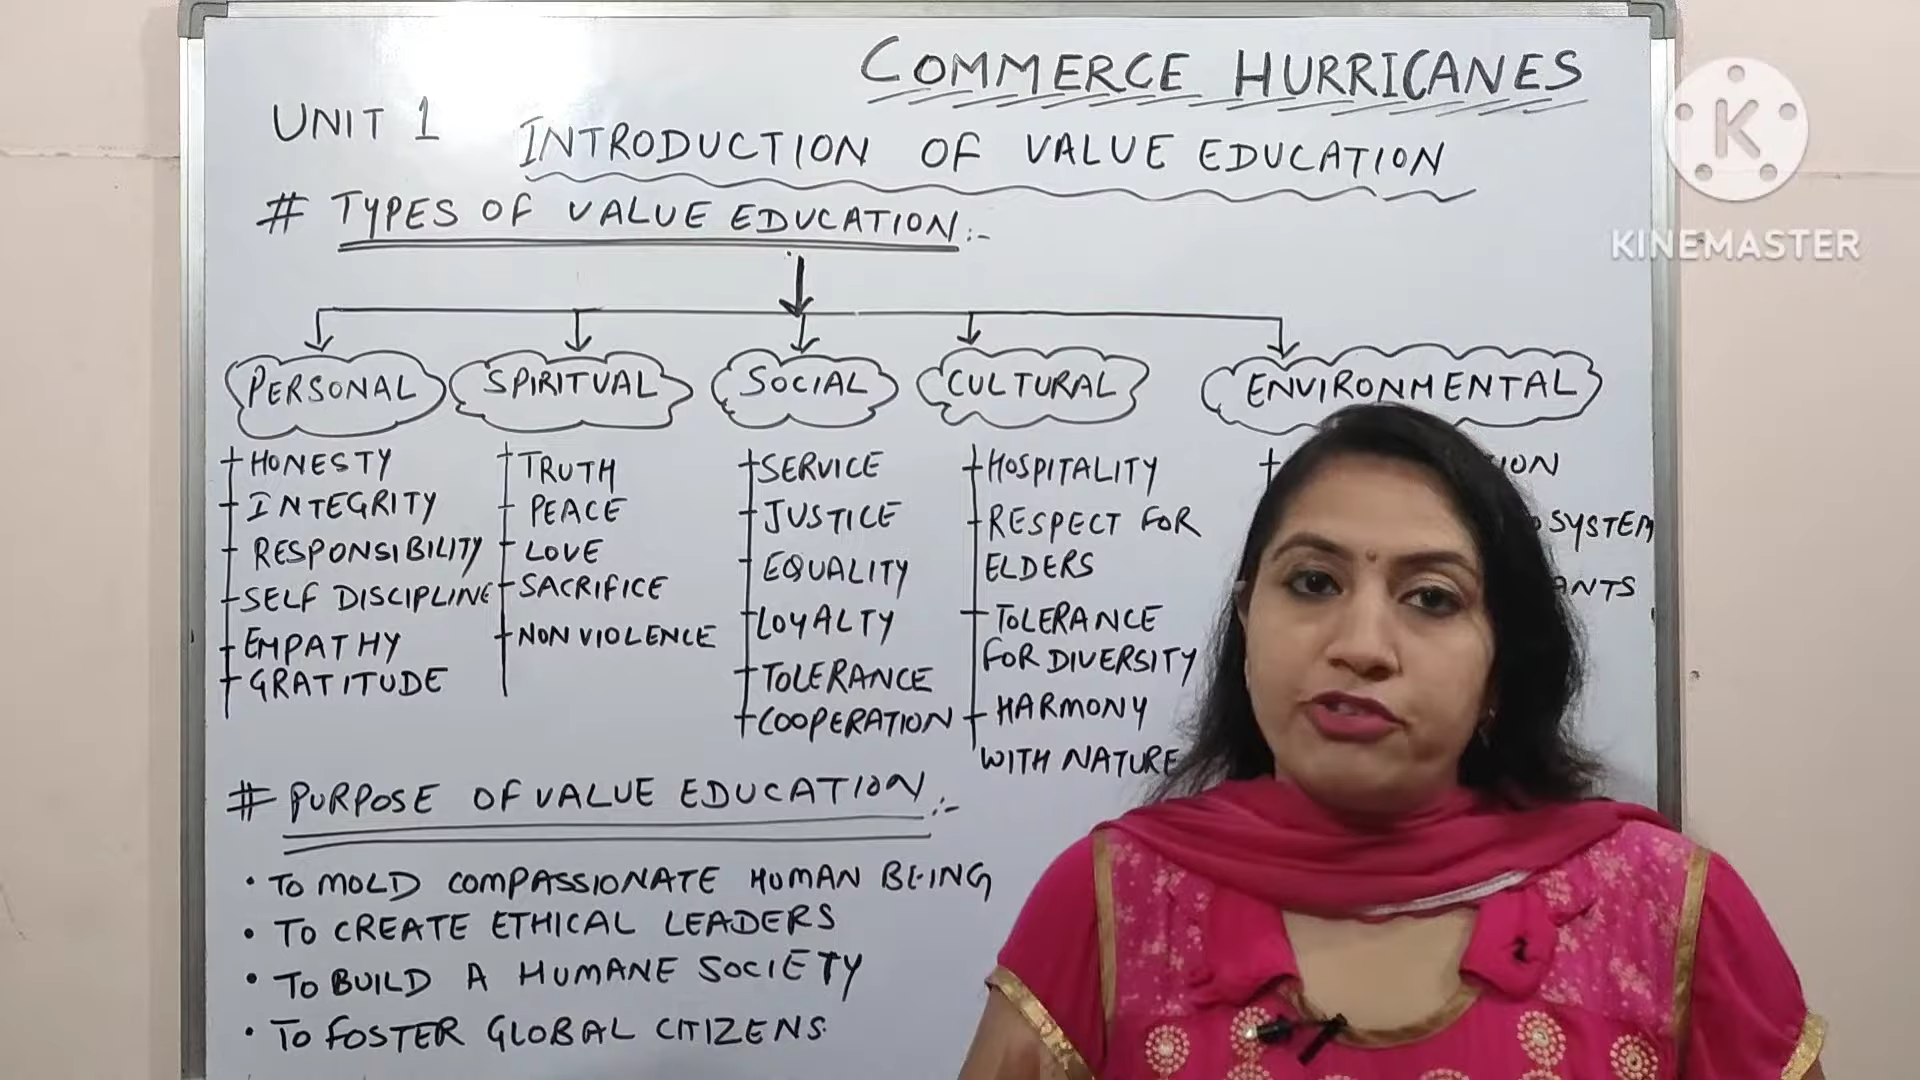 COMMERCE HURRICANES
UNIT 1
INTRODUCTION OF VALUE EDUCATION
# TYPES OF VALUE EDUCATION :-
PERSONAL
HONESTY
INTEGRITY
RESPONSIBILITY
SELF DISCIPLINE
EMPATHY
GRATITUDE
SPIRITUAL
TRUTH
PEACE
LOVE
SACRIFICE
NON VIOLENCE
SOCIAL
SERVICE
JUSTICE
EQUALITY
LOYALTY
TOLERANCE
COOPERATION
CULTURAL
HOSPITALITY
RESPECT FOR
ELDERS
TOLERANCE
FOR DIVERSITY
HARMONY
WITH NATURE
ENVIRONMENTAL
SYSTEM
# PURPOSE OF VALUE EDUCATION :-
• TO MOLD COMPASSIONATE HUMAN BEING
• TO CREATE ETHICAL LEADERS
• TO BUILD A HUMANE SOCIETY
• TO FOSTER GLOBAL CITIZENS
K
KINEMASTER